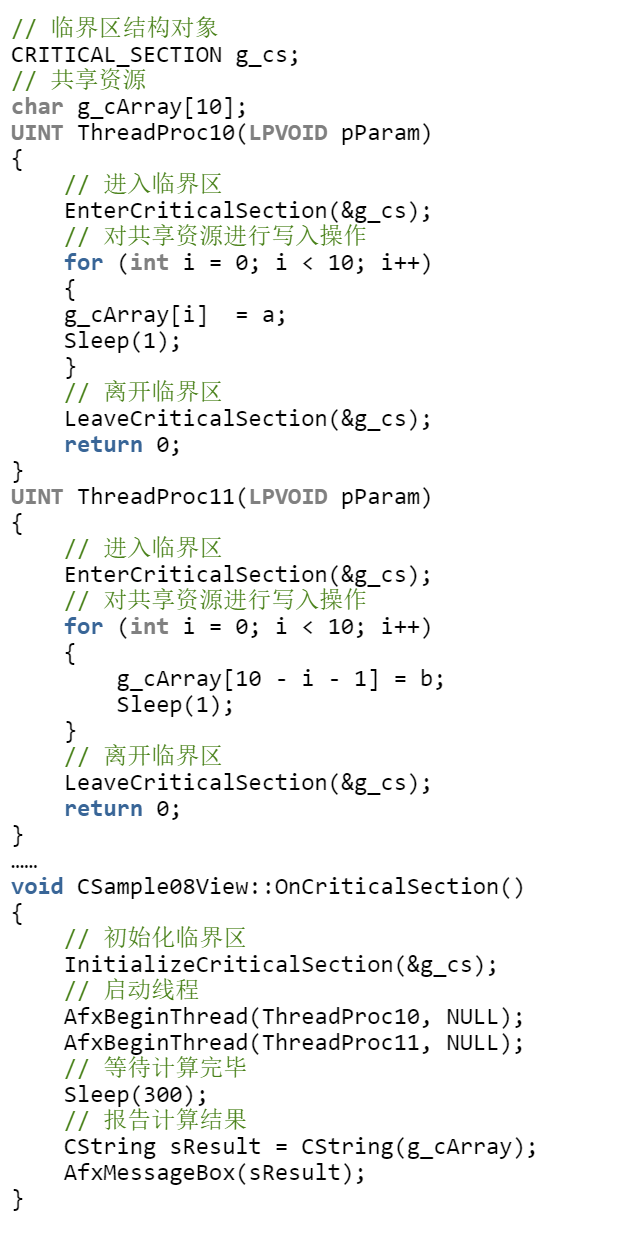 // 临界区结构对象
CRITICAL_SECTION g_cs;
// 共享资源
char g_cArray[10];
UINT ThreadProc10(LPVOID pParam)
{
    // 进入临界区
    EnterCriticalSection(&g_cs);
    // 对共享资源进行写入操作
    for (int i = 0; i < 10; i++)
    {
    g_cArray[i]  = a;
    Sleep(1);
    }
    // 离开临界区
    LeaveCriticalSection(&g_cs);
    return 0;
}
UINT ThreadProc11(LPVOID pParam)
{
    // 进入临界区
    EnterCriticalSection(&g_cs);
    // 对共享资源进行写入操作
    for (int i = 0; i < 10; i++)
    {
        g_cArray[10 - i - 1] = b;
        Sleep(1);
    }
    // 离开临界区
    LeaveCriticalSection(&g_cs);
    return 0;
}
……
void CSample08View::OnCriticalSection()
{
    // 初始化临界区
    InitializeCriticalSection(&g_cs);
    // 启动线程
    AfxBeginThread(ThreadProc10, NULL);
    AfxBeginThread(ThreadProc11, NULL);
    // 等待计算完毕
    Sleep(300);
    // 报告计算结果
    CString sResult = CString(g_cArray);
    AfxMessageBox(sResult);
}